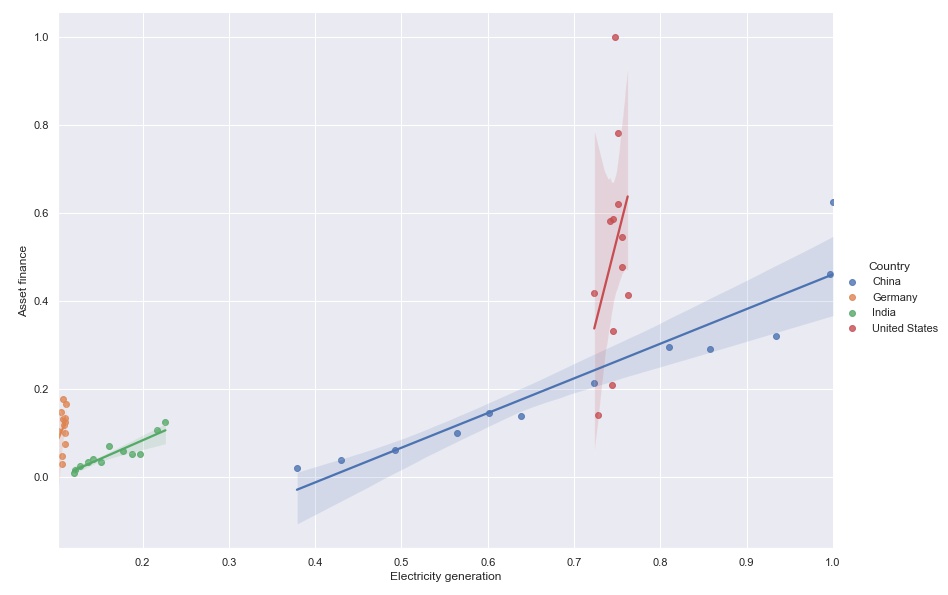 1.0
0.8
0.6
0.4
0.2
0.0
Asset finance
0.2 0.3 0.4 0.5 0.6 0.7 0.8 0.9 1.0
Electricity generation
Country
China
Germany
India
United States